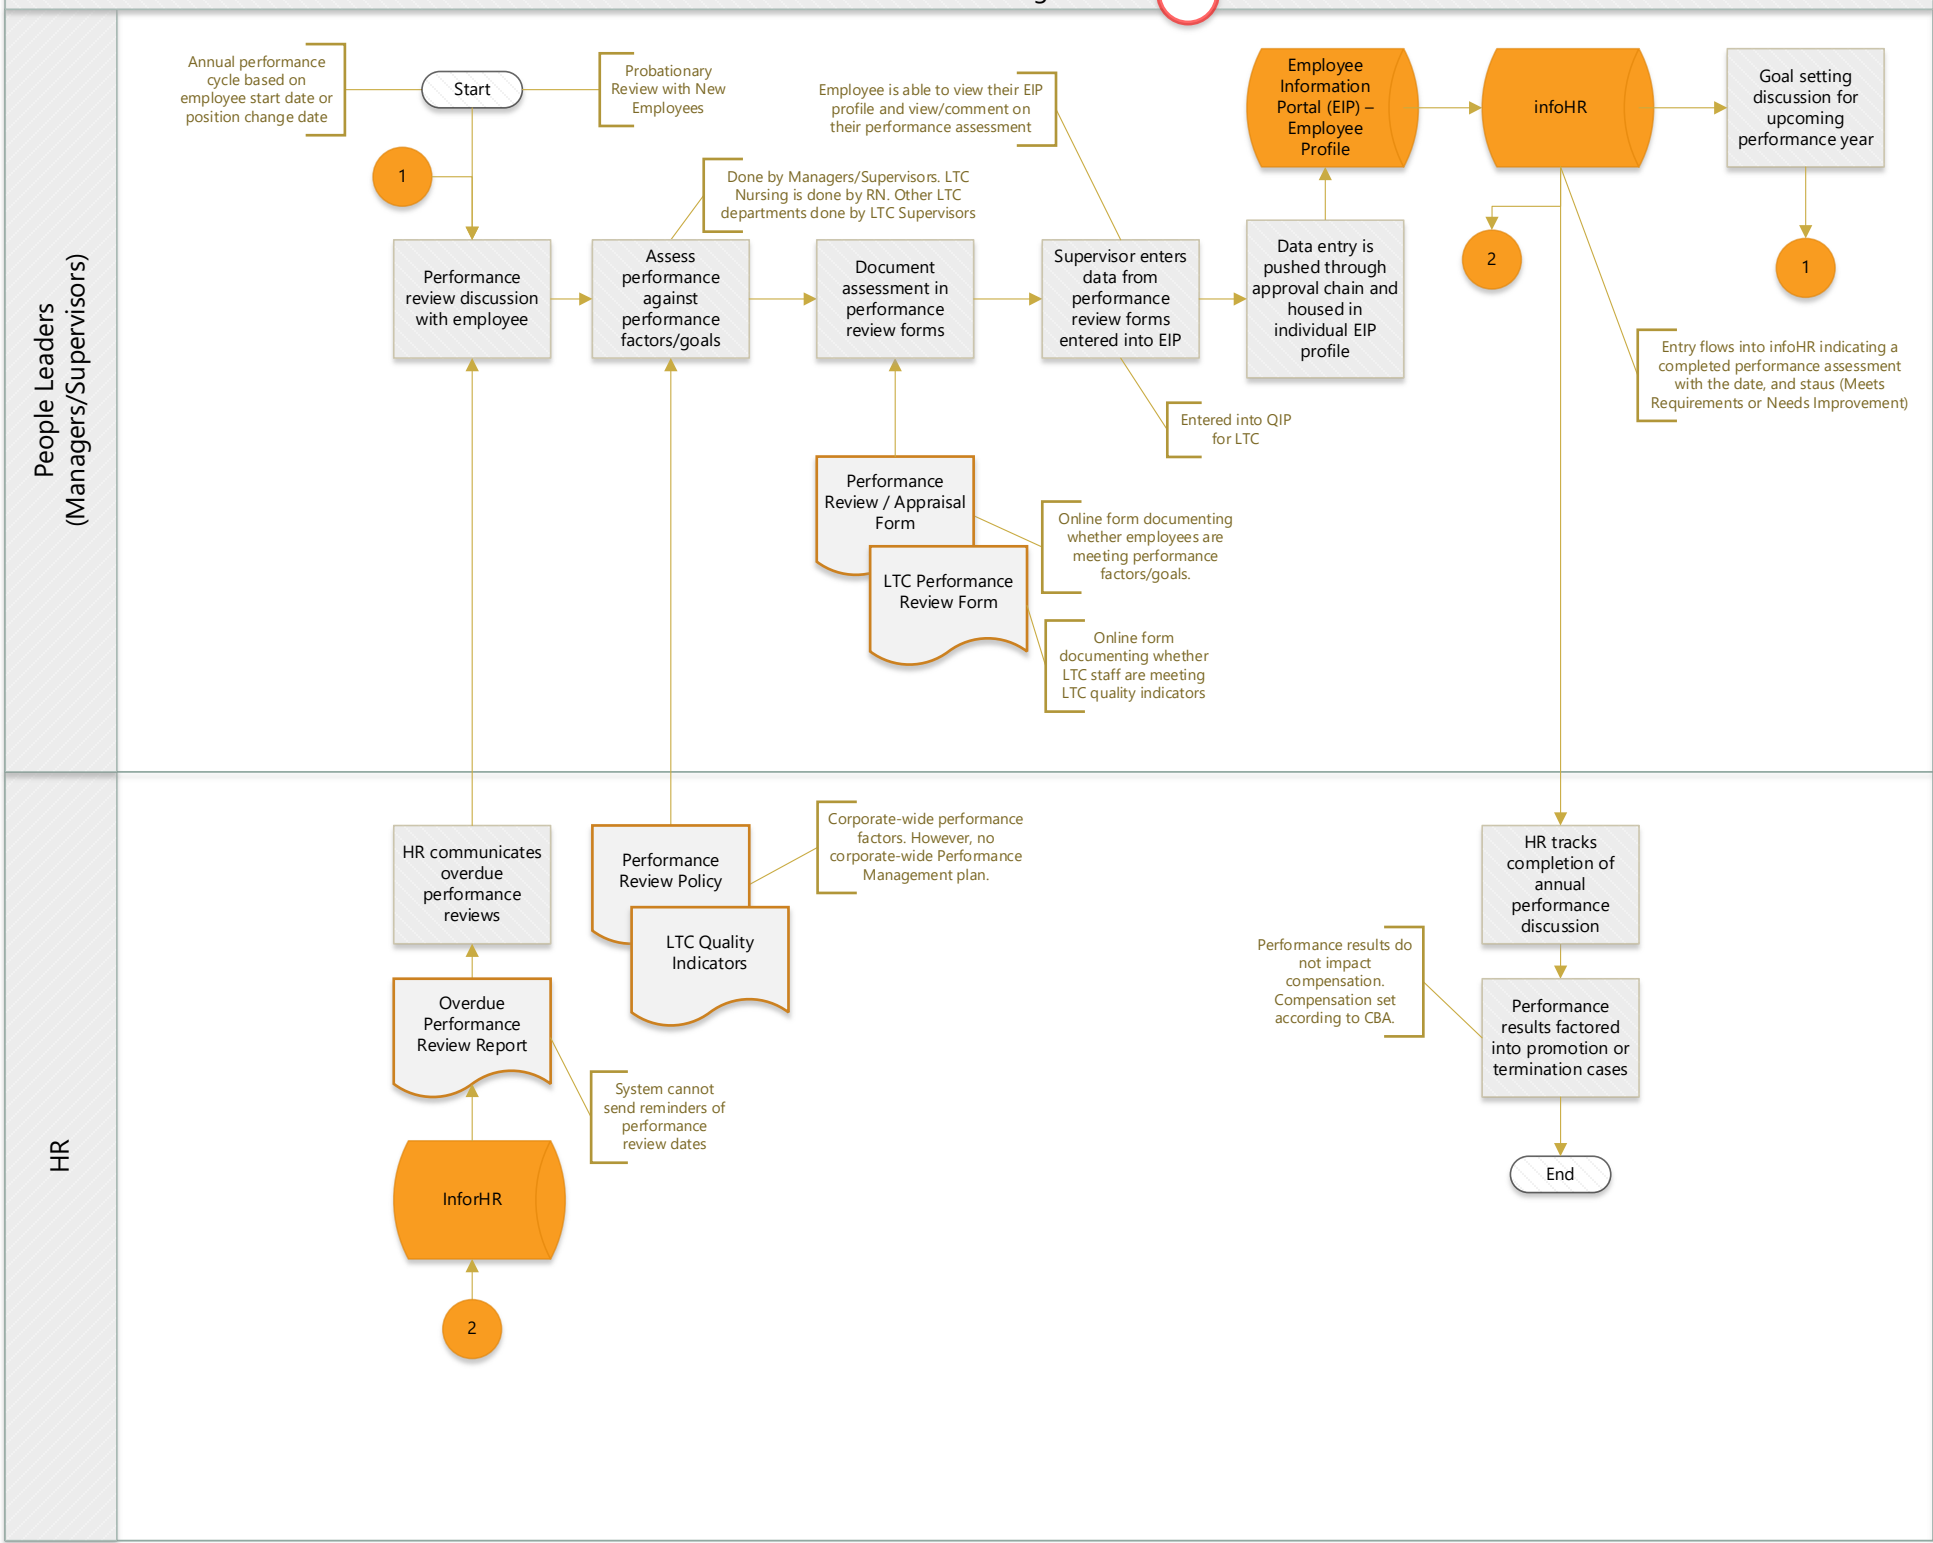 People Leaders
(Managers/Supervisors)
Annual performance
cycle based on
employee start date or
position change date
Start
Probationary
Review with New
Employees
1
Employee is able to view their EIP
profile and view/comment on
their performance assessment
Done by Managers/Supervisors. LTC
Nursing is done by RN. Other LTC
departments done by LTC Supervisors
Employee
Information
Portal (EIP) –
Employee
Profile
infoHR
Goal setting
discussion for
upcoming
performance year
Performance
review discussion
with employee
Assess
performance
against
performance
factors/goals
Document
assessment in
performance
review forms
Supervisor enters
data from
performance
review forms
entered into EIP
Data entry is
pushed through
approval chain and
housed in
individual EIP
profile
2
1
Entry flows into infoHR indicating a
completed performance assessment
with the date, and staus (Meets
Requirements or Needs Improvement)
Entered into QIP
for LTC
Performance
Review / Appraisal
Form
LTC Performance
Review Form
Online form documenting
whether employees are
meeting performance
factors/goals.
Online form
documenting whether
LTC staff are meeting
LTC quality indicators
HR
HR communicates
overdue
performance
reviews
Performance
Review Policy
LTC Quality
Indicators
Corporate-wide performance
factors. However, no
corporate-wide Performance
Management plan.
HR tracks
completion of
annual
performance
discussion
Overdue
Performance
Review Report
System cannot
send reminders of
performance
review dates
Performance results do
not impact
compensation.
Compensation set
according to CBA.
Performance
results factored
into promotion or
termination cases
InforHR
End
2